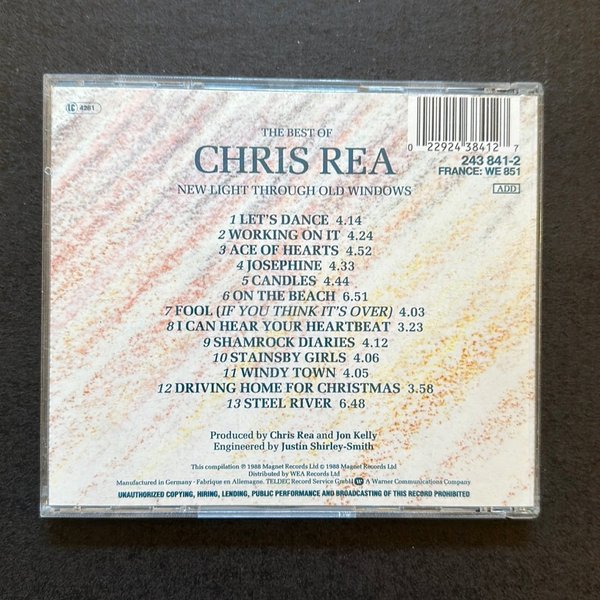 LC 4281
THE BEST OF
CHRIS REA
NEW LIGHT THROUGH OLD WINDOWS
0 22924 38412 7
243 841-2
FRANCE: WE 851
ADD
1 LET'S DANCE 4.14
2 WORKING ON IT 4.24
3 ACE OF HEARTS 4.52
4 JOSEPHINE 4.33
5 CANDLES 4.44
6 ON THE BEACH 6.51
7 FOOL (IF YOU THINK IT'S OVER) 4.03
8 I CAN HEAR YOUR HEARTBEAT 3.23
9 SHAMROCK DIARIES 4.12
10 STAINSBY GIRLS 4.06
11 WINDY TOWN 4.05
12 DRIVING HOME FOR CHRISTMAS 3.58
13 STEEL RIVER 6.48
Produced by Chris Rea and Jon Kelly
Engineered by Justin Shirley-Smith
This compilation ℗ 1988 Magnet Records Ltd © 1988 Magnet Records Ltd
Distributed by WEA Records Ltd
Manufactured in Germany · Fabriqué en Allemagne. TELDEC Record Service GmbH A Warner Communications Company
UNAUTHORIZED COPYING, HIRING, LENDING, PUBLIC PERFORMANCE AND BROADCASTING OF THIS RECORD PROHIBITED